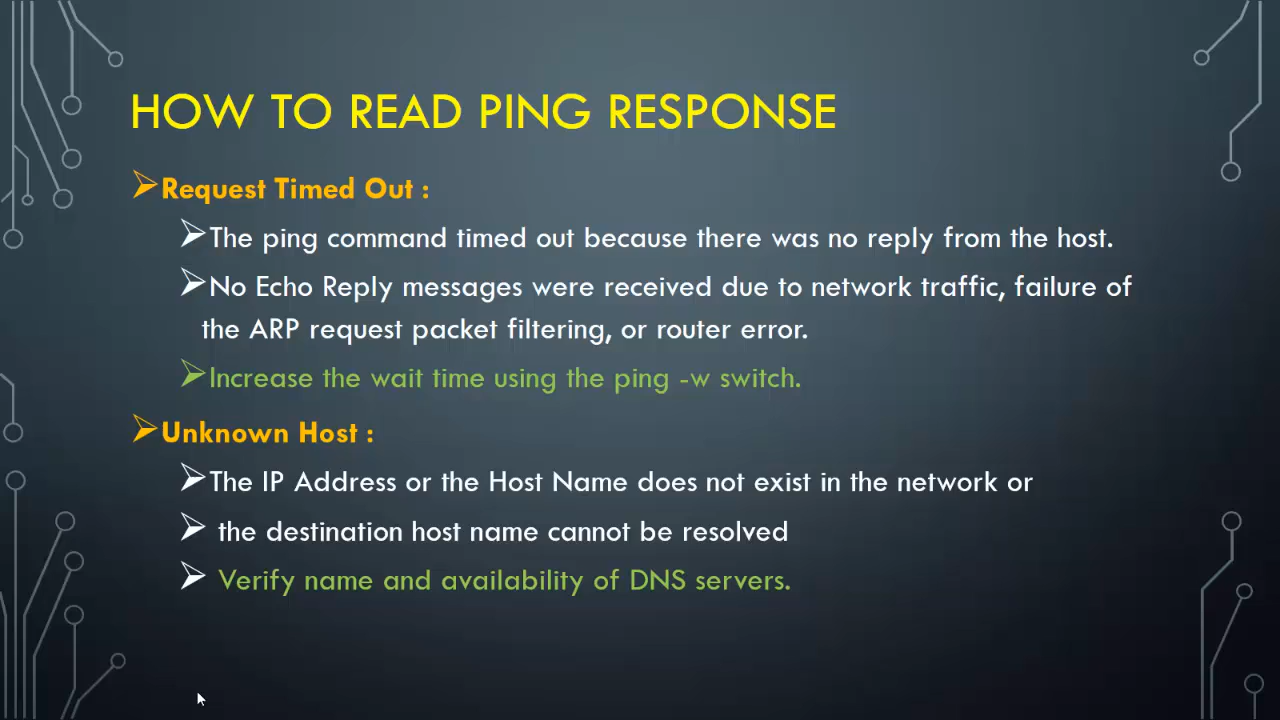 HOW TO READ PING RESPONSE
Request Timed Out :
The ping command timed out because there was no reply from the host.
No Echo Reply messages were received due to network traffic, failure of
the ARP request packet filtering, or router error.
Increase the wait time using the ping -w switch.
Unknown Host :
The IP Address or the Host Name does not exist in the network or
the destination host name cannot be resolved
Verify name and availability of DNS servers.